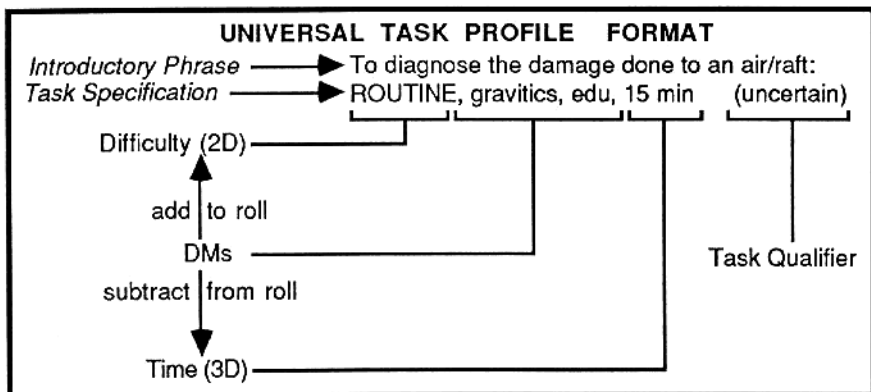 UNIVERSAL TASK PROFILE FORMAT
Introductory Phrase To diagnose the damage done to an air/raft:
Task Specification ROUTINE, gravitics, edu, 15 min (uncertain)
Difficulty (2D)
add to roll
DMs
Task Qualifier
subtract from roll
Time (3D)